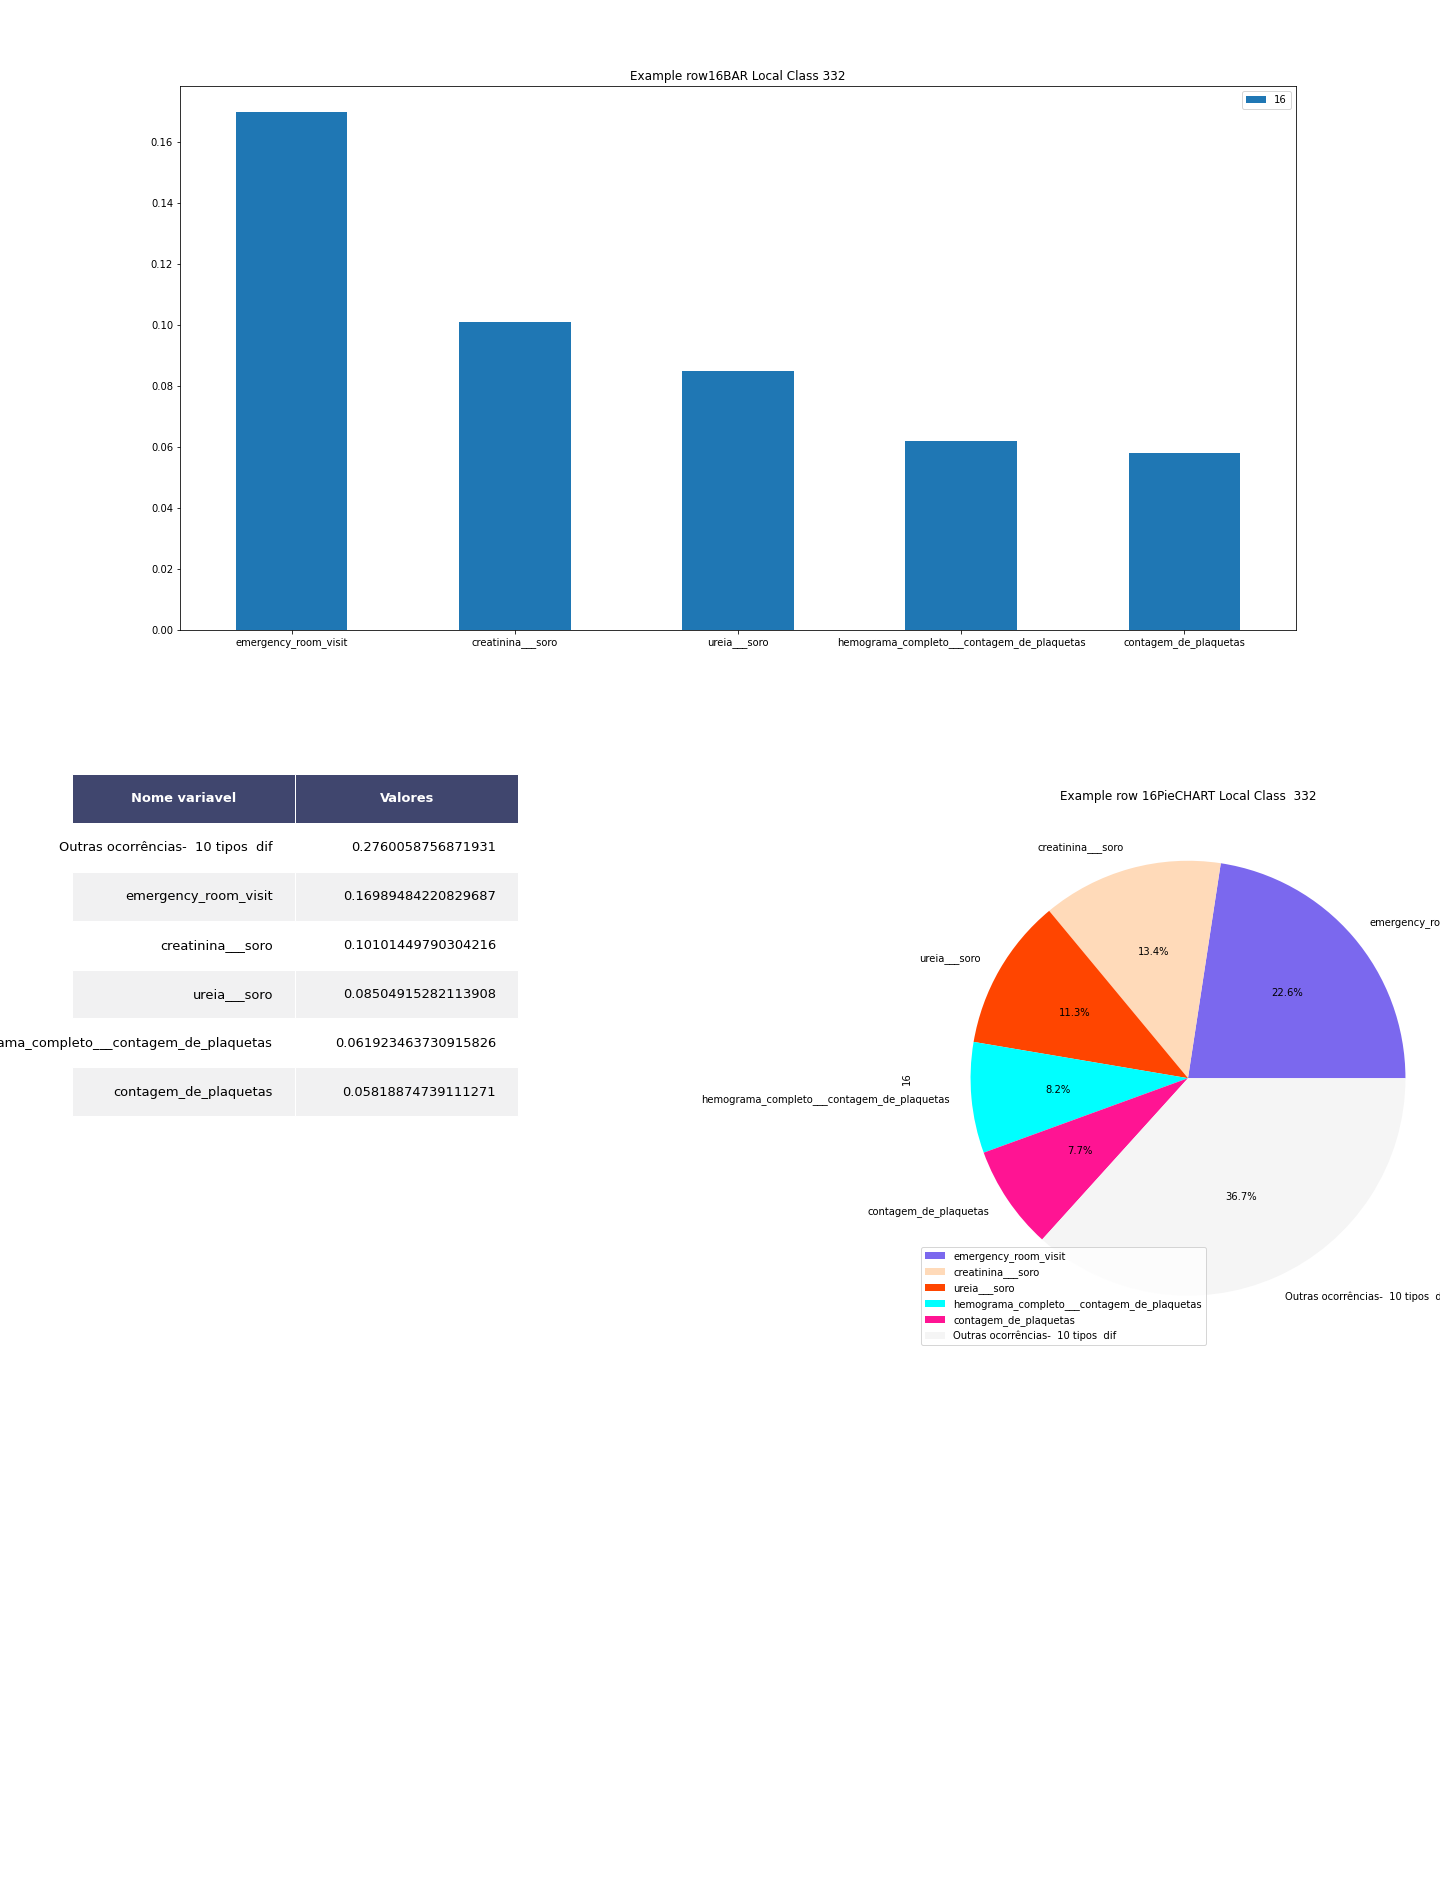 Example row16BAR Local Class 332
16
0.16
0.14
0.12
0.10
0.08
0.06
0.04
0.02
0.00
emergency_room_visit
creatinina___soro
ureia___soro
hemograma_completo___contagem_de_plaquetas
contagem_de_plaquetas
Nome variavel Valores
Outras ocorrências-  10 tipos  dif 0.2760058756871931
emergency_room_visit 0.16989484220829687
creatinina___soro 0.10101449790304216
ureia___soro 0.08504915282113908
ama_completo___contagem_de_plaquetas 0.061923463730915826
contagem_de_plaquetas 0.05818874739111271
Example row 16PieCHART Local Class  332
creatinina___soro
emergency_ro
13.4%
ureia___soro
22.6%
11.3%
16
8.2%
hemograma_completo___contagem_de_plaquetas
7.7%
36.7%
contagem_de_plaquetas
emergency_room_visit
creatinina___soro
ureia___soro
hemograma_completo___contagem_de_plaquetas
contagem_de_plaquetas
Outras ocorrências-  10 tipos  dif
Outras ocorrências-  10 tipos